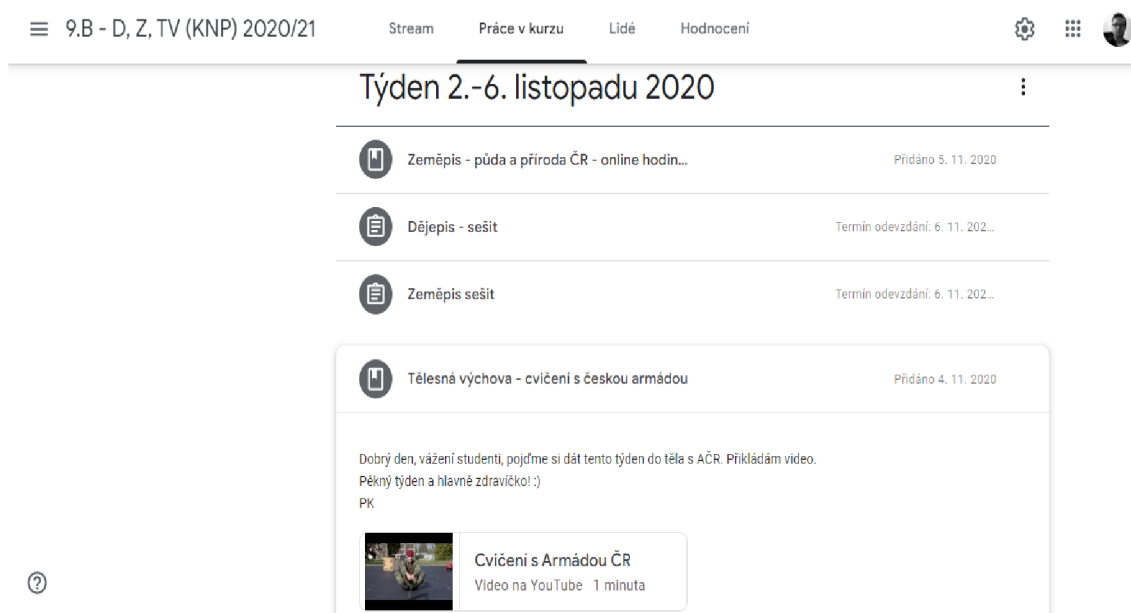 9.B - D, Z, TV (KNP) 2020/21
Stream
Práce v kurzu
Lidé
Hodnocení
Týden 2.-6. listopadu 2020
Zeměpis - půda a příroda ČR - online hodin...
Přidáno 5. 11. 2020
Dějepis - sešit
Termín odevzdání: 6. 11. 202...
Zeměpis sešit
Termín odevzdání: 6. 11. 202...
Tělesná výchova - cvičení s českou armádou
Přidáno 4. 11. 2020
Dobrý den, vážení studenti, pojďme si dát tento týden do těla s AČR. Přikládám video.
Pěkný týden a hlavně zdravíčko! :)
PK
Cvičení s Armádou ČR
Video na YouTube 1 minuta